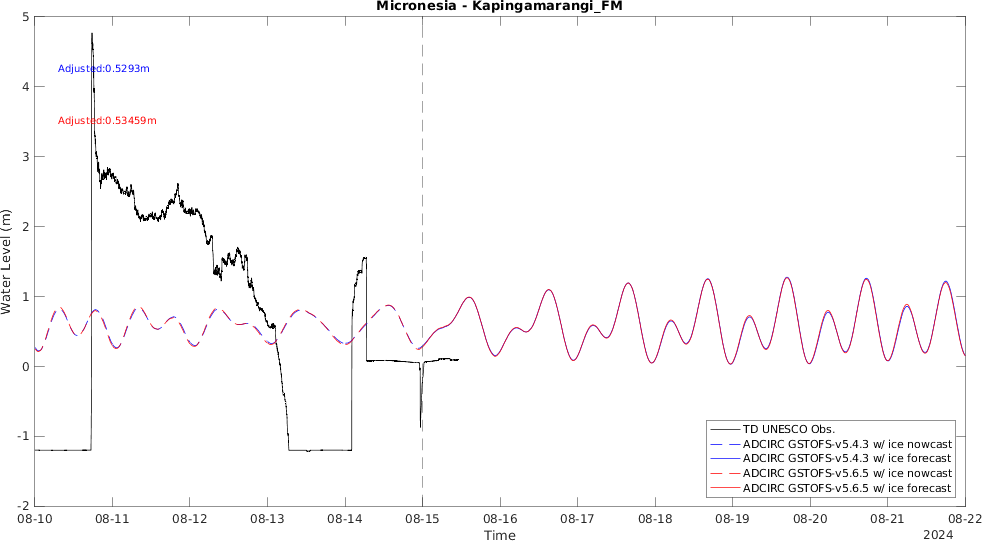 Micronesia - Kapingamarangi_FM
Water Level (m)
5
4
3
2
1
0
-1
-2
Adjusted:0.5293m
Adjusted:0.53459m
TD UNESCO Obs.
ADCIRC GSTOFS-v5.4.3 w/ ice nowcast
ADCIRC GSTOFS-v5.4.3 w/ ice forecast
ADCIRC GSTOFS-v5.6.5 w/ ice nowcast
ADCIRC GSTOFS-v5.6.5 w/ ice forecast
08-10 08-11 08-12 08-13 08-14 08-15 08-16 08-17 08-18 08-19 08-20 08-21 08-22
Time
2024